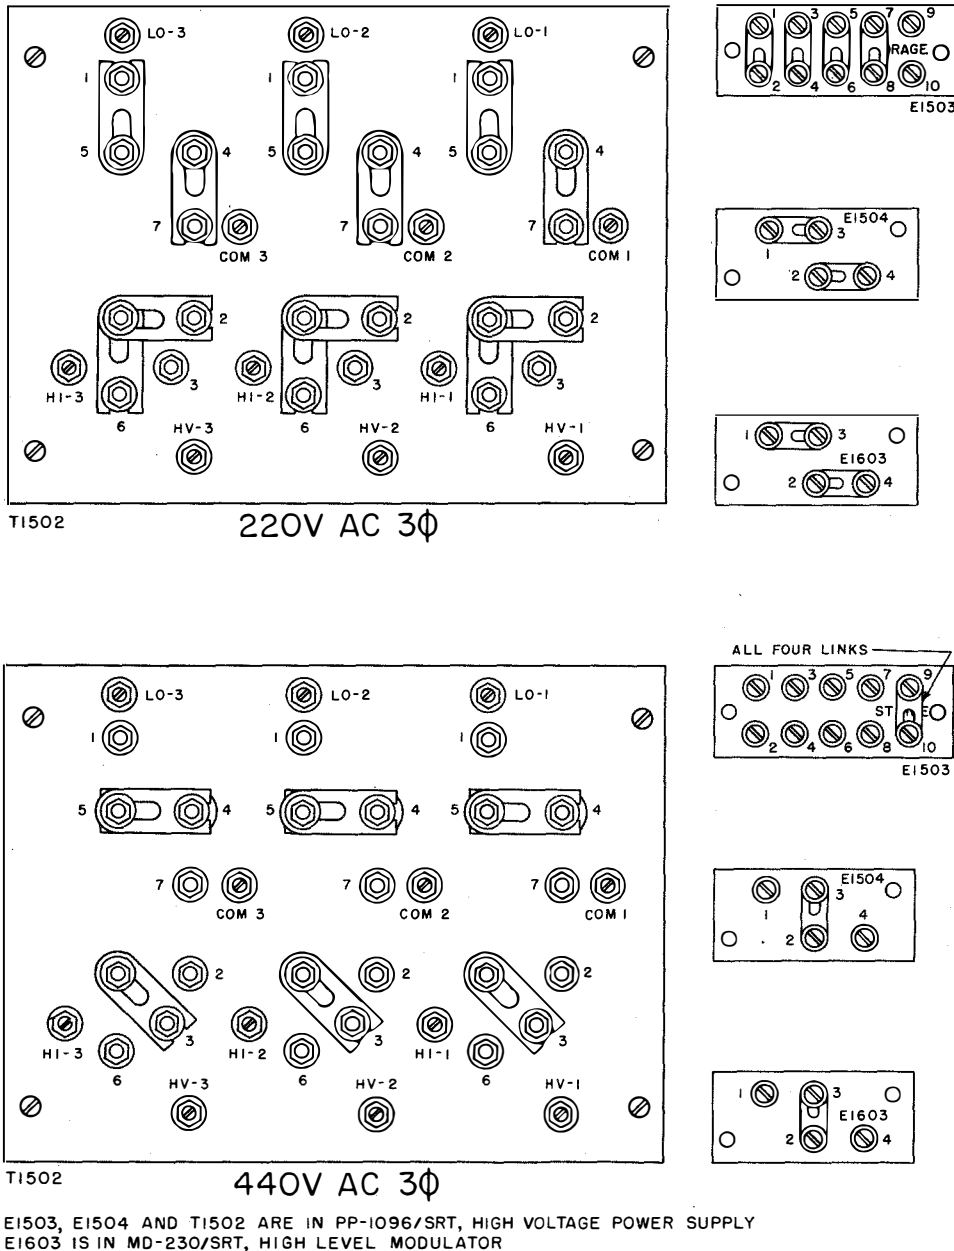 LO-3 LO-2 LO-1
1 1 1
5 4 5 4 5 4
7 7 7
COM 3 COM 2 COM 1
2 2 2
3 3 3
HI-3 HI-2 HI-1
6 6 6
HV-3 HV-2 HV-1
T1502
220V AC 3ϕ
1 3 5 7 9
RAGE
2 4 6 8 10
E1503
E1504
1 3
2 4
1 3
E1603
2 4
ALL FOUR LINKS
LO-3 LO-2 LO-1
1 1 1
5 4 5 4 5 4
7 7 7
COM 3 COM 2 COM 1
2 2 2
HI-3 3 HI-2 3 HI-1 3
6 6 6
HV-3 HV-2 HV-1
T1502
440V AC 3ϕ
1 3 5 7 9
ST E
2 4 6 8 10
E1503
E1504
1 3 4
2
1 3
E1603
2 4
E1503, E1504 AND T1502 ARE IN PP-1096/SRT, HIGH VOLTAGE POWER SUPPLY
E1603 IS IN MD-230/SRT, HIGH LEVEL MODULATOR